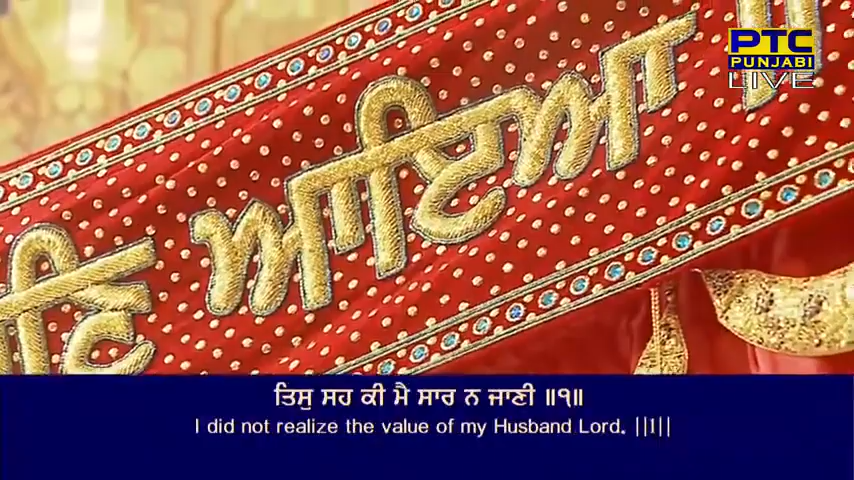 PTC
PUNJABI
LIVE
ਆਇਆ
ਤਿਸੁ ਸਹ ਕੀ ਮੈ ਸਾਰ ਨ ਜਾਣੀ ॥੧॥
I did not realize the value of my Husband Lord. ||1||